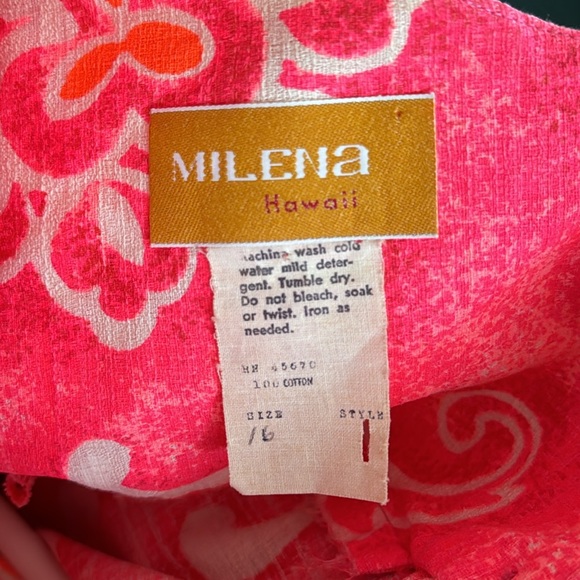 MILENa
Hawaii
achine wash cold
water mild deter-
gent. Tumble dry.
Do not bleach, soak
or twist. Iron as
needed.
RN 45670
100 COTTON
SIZE STYLE
16